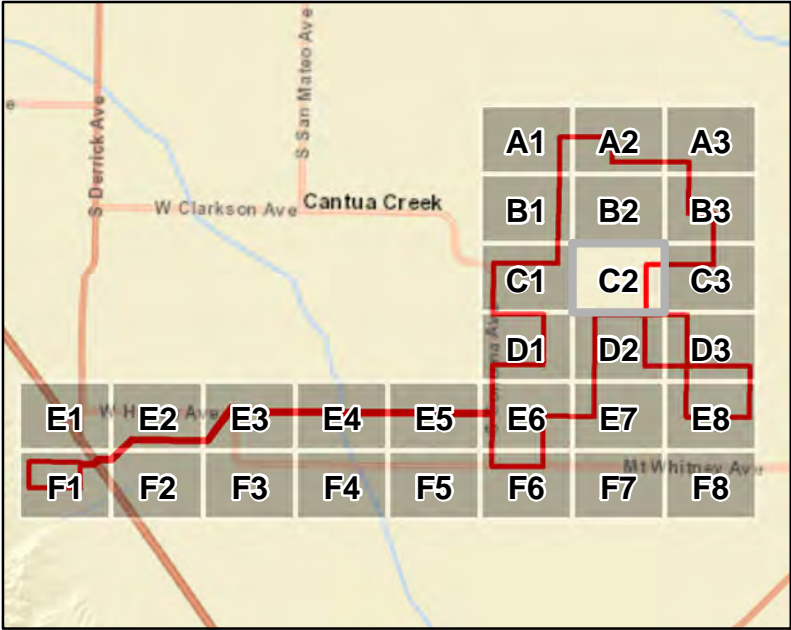 S San Mateo Ave
e
S Derrick Ave
A1 A2 A3
W Clarkson Ave
Cantua Creek
B1 B2 B3
C1 C2 C3
D1 D2 D3
W H Ave
E1 E2 E3 E4 E5 E6 E7 E8
Mt Whitney Ave
F1 F2 F3 F4 F5 F6 F7 F8